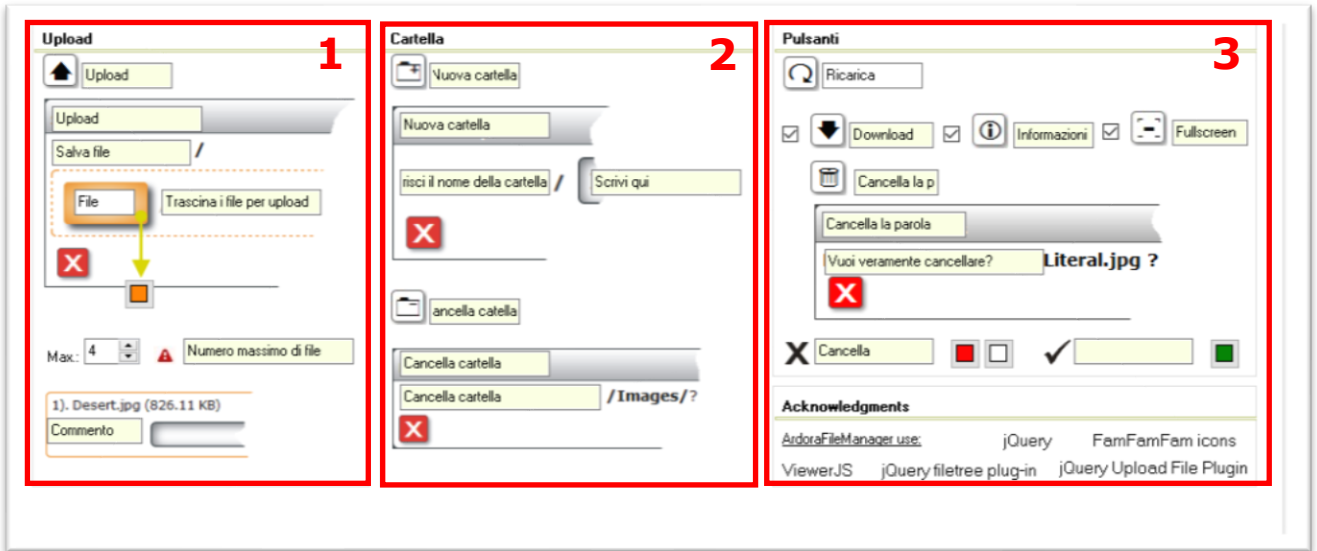 Upload
1
Upload
Upload
Salva file /
File Trascina i file per upload
X
Max.: 4 Numero massimo di file
1). Desert.jpg (826.11 KB)
Commento
Cartella
2
Nuova cartella
Nuova cartella
risci il nome della cartella / Scrivi qui
X
ancella catella
Cancella cartella
Cancella cartella /Images/?
X
Pulsanti
3
Ricarica
Download Informazioni Fullscreen
Cancella la p
Cancella la parola
Vuoi veramente cancellare? Literal.jpg ?
X
X Cancella
Acknowledgments
ArdoraFileManager use: jQuery FamFamFam icons
ViewerJS jQuery filetree plug-in jQuery Upload File Plugin